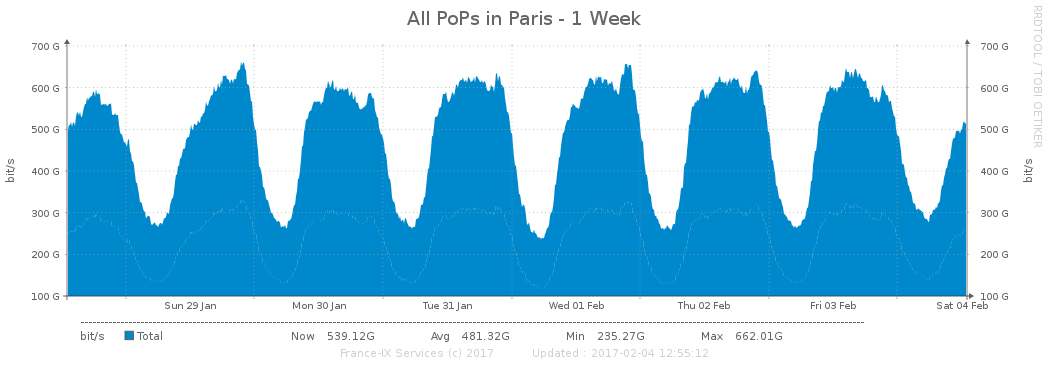 All PoPs in Paris - 1 Week
RRDTOOL / TOBI OETIKER
bit/s
700 G
600 G
500 G
400 G
300 G
200 G
100 G
700 G
600 G
500 G
400 G
300 G
200 G
100 G
bit/s
Sun 29 Jan Mon 30 Jan Tue 31 Jan Wed 01 Feb Thu 02 Feb Fri 03 Feb Sat 04 Feb
bit/s Total Now 539.12G Avg 481.32G Min 235.27G Max 662.01G
France-IX Services (c) 2017 Updated : 2017-02-04 12:55:12